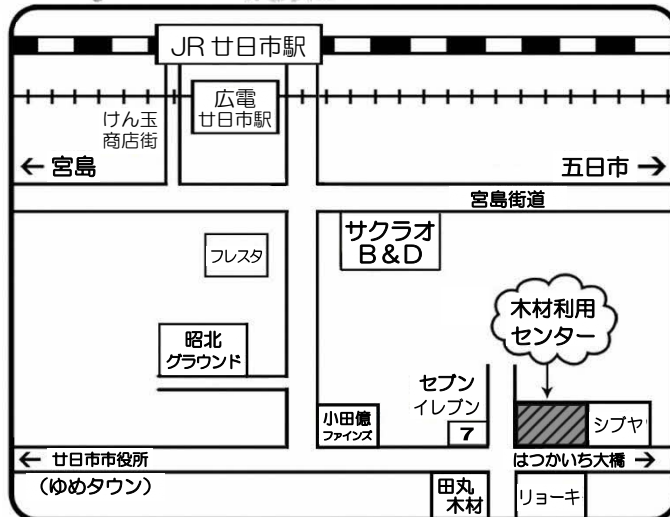 JR 廿日市駅
広電
廿日市駅
けん玉
商店街
← 宮島
五日市 →
宮島街道
サクラオ
B&D
フレスタ
木材利用
センター
昭北
グラウンド
セブン
イレブン
7
小田億
ファインズ
シブヤ
← 廿日市市役所
(ゆめタウン)
はつかいち大橋 →
田丸
木材
リョーキ